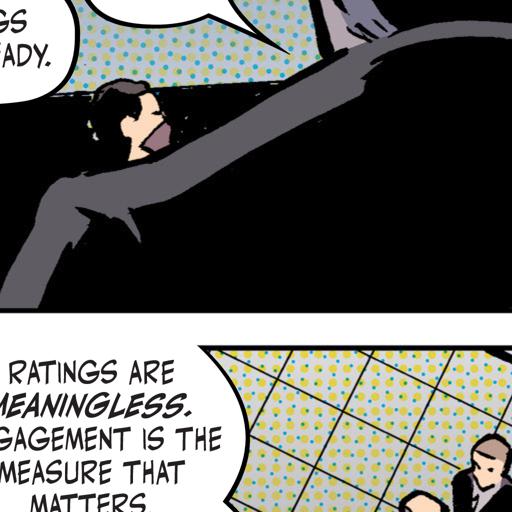 GS
EADY.
RATINGS ARE
MEANINGLESS.
GAGEMENT IS THE
MEASURE THAT
MATTERS